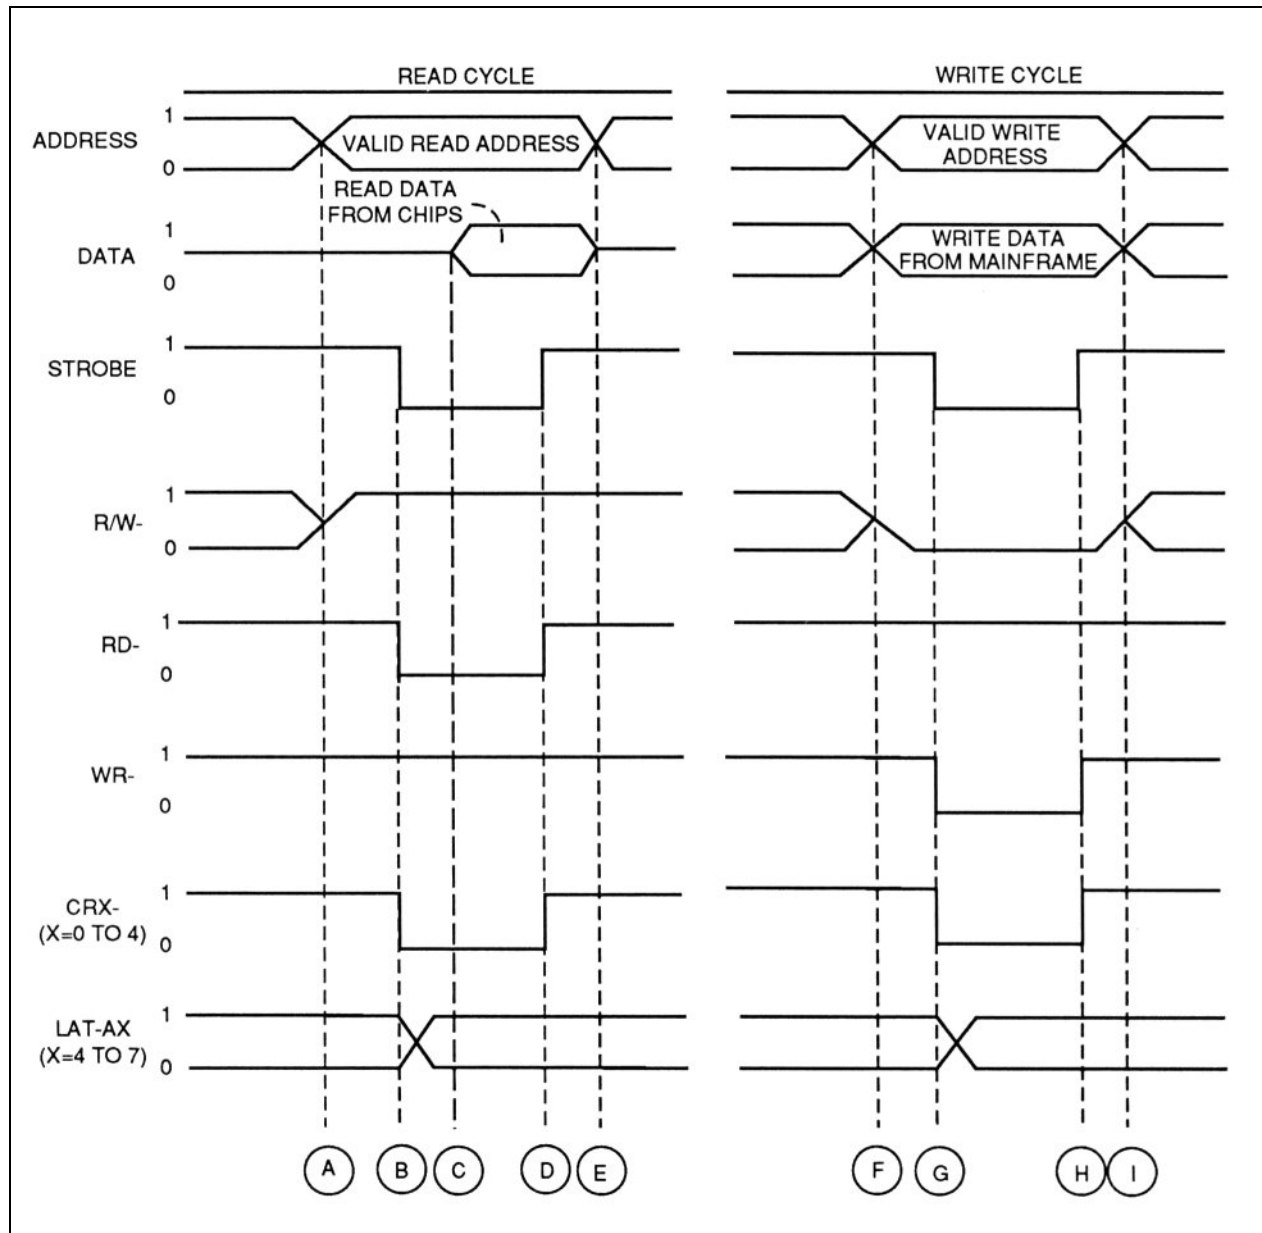 READ CYCLE
WRITE CYCLE
ADDRESS
1
0
VALID READ ADDRESS
VALID WRITE
ADDRESS
READ DATA
FROM CHIPS
DATA
1
0
WRITE DATA
FROM MAINFRAME
STROBE
1
0
R/W-
1
0
RD-
1
0
WR-
1
0
CRX-
(X=0 TO 4)
1
0
LAT-AX
(X=4 TO 7)
1
0
A
B
C
D
E
F
G
H
I